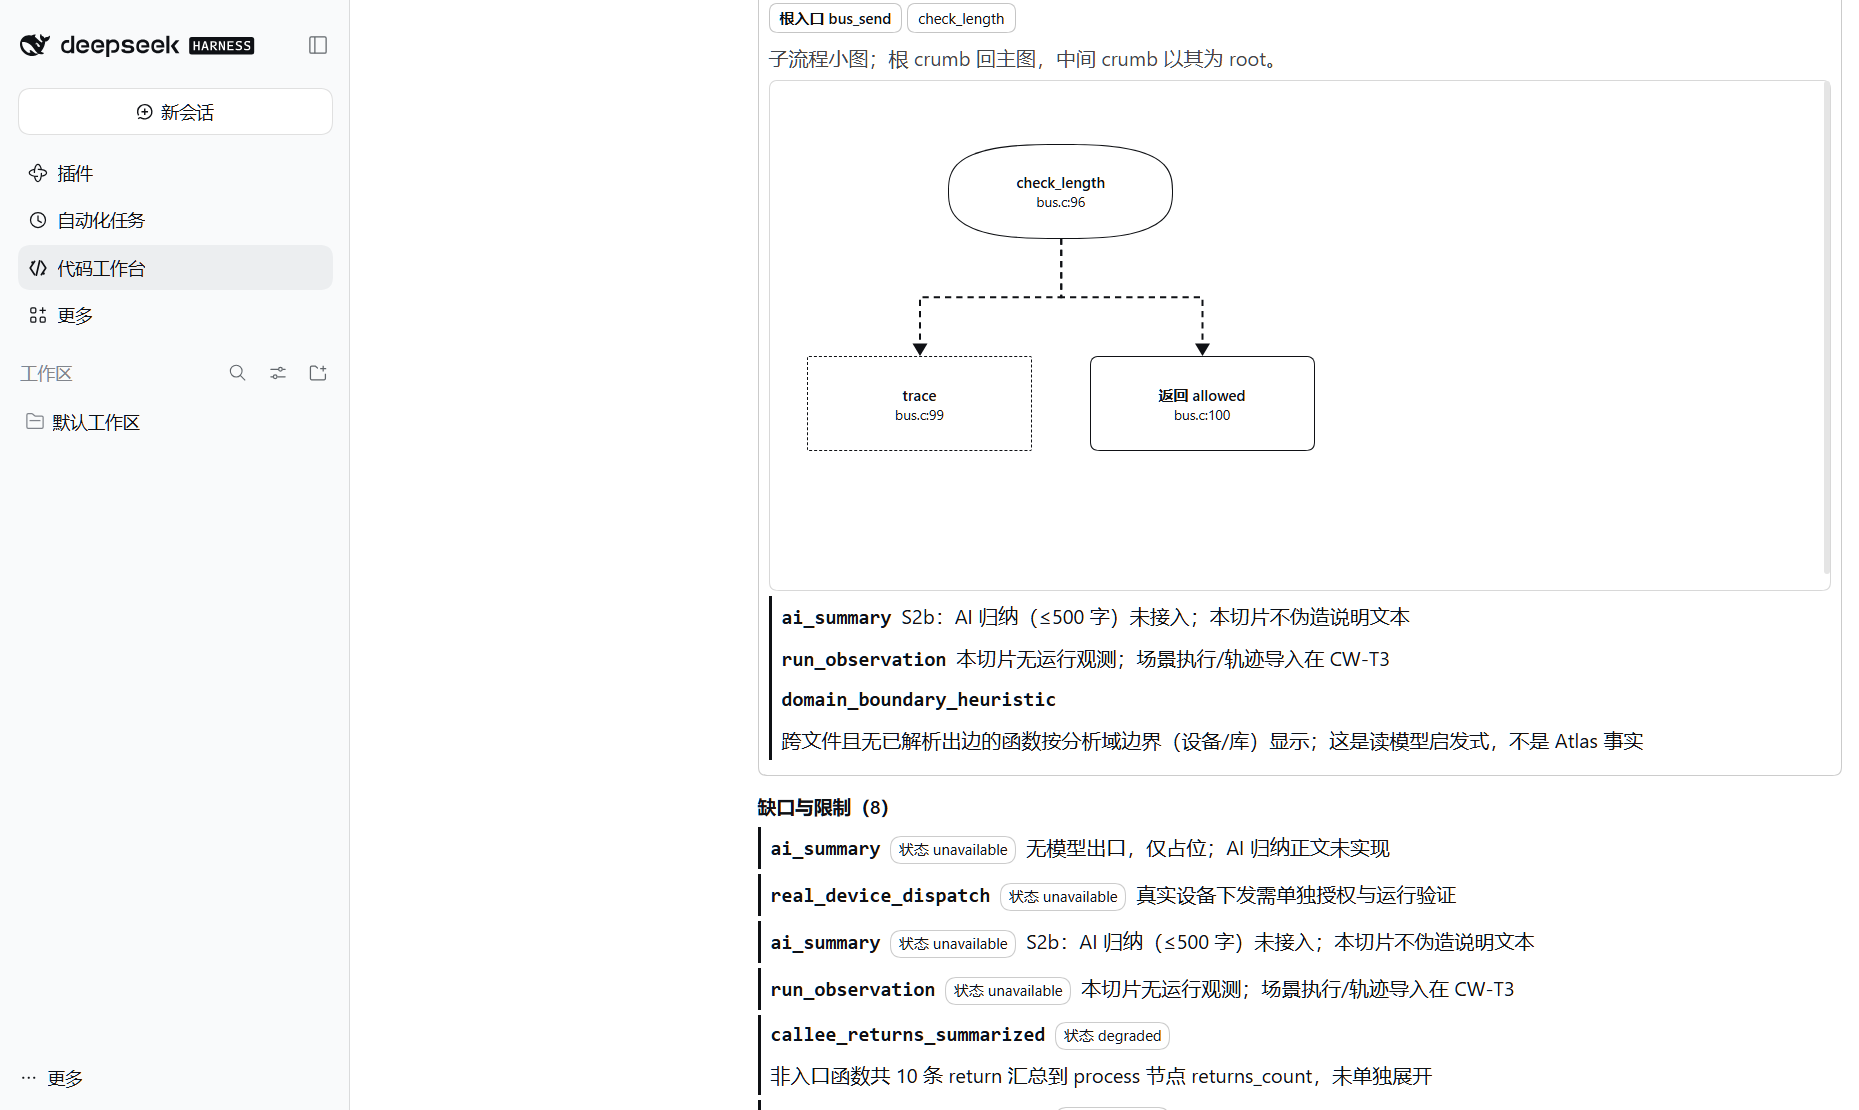 deepseek HARNESS
新会话
插件
自动化任务
代码工作台
更多
工作区
默认工作区
更多
根入口 bus_send
check_length
子流程小图；根 crumb 回主图，中间 crumb 以其为 root。
check_length
bus.c:96
trace
bus.c:99
返回 allowed
bus.c:100
ai_summary S2b：AI 归纳（≤500 字）未接入；本切片不伪造说明文本
run_observation 本切片无运行观测；场景执行/轨迹导入在 CW-T3
domain_boundary_heuristic
跨文件且无已解析出边的函数按分析域边界（设备/库）显示；这是读模型启发式，不是 Atlas 事实
缺口与限制（8）
ai_summary 状态 unavailable 无模型出口，仅占位；AI 归纳正文未实现
real_device_dispatch 状态 unavailable 真实设备下发需单独授权与运行验证
ai_summary 状态 unavailable S2b：AI 归纳（≤500 字）未接入；本切片不伪造说明文本
run_observation 状态 unavailable 本切片无运行观测；场景执行/轨迹导入在 CW-T3
callee_returns_summarized 状态 degraded
非入口函数共 10 条 return 汇总到 process 节点 returns_count，未单独展开